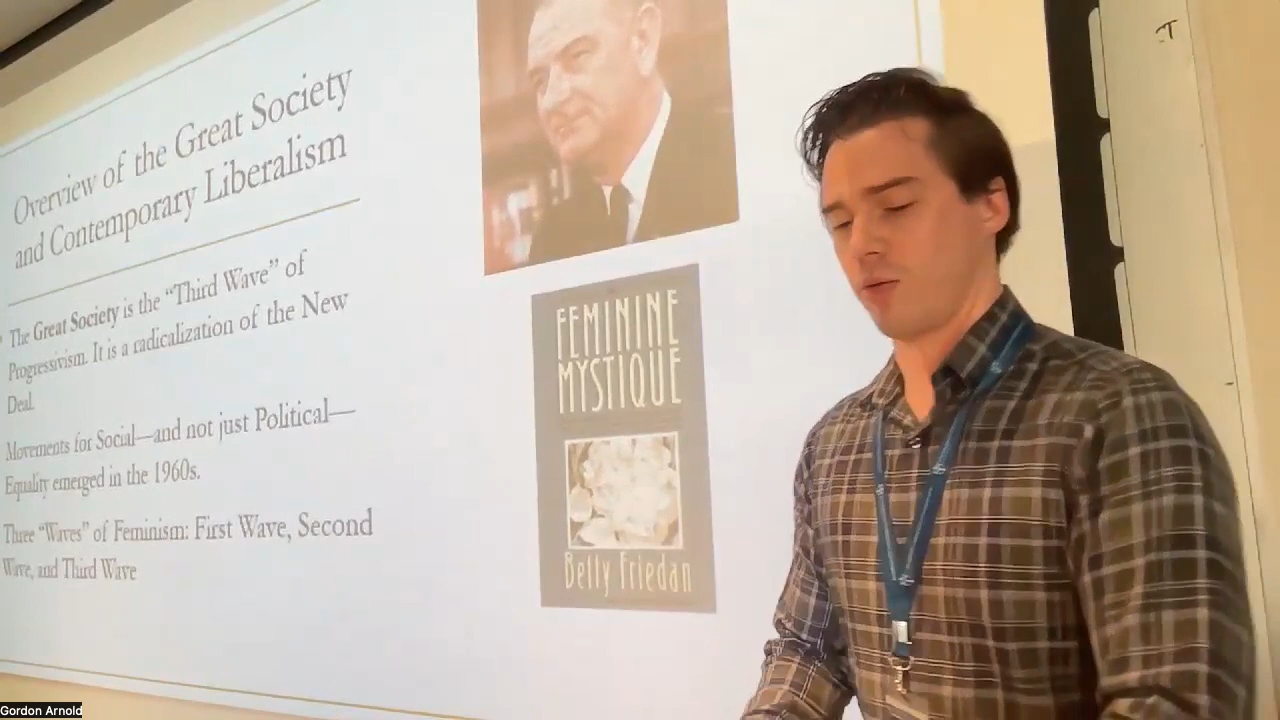 Overview of the Great Society
and Contemporary Liberalism
The Great Society is the “Third Wave” of
Progressivism. It is a radicalization of the New
Deal.
Movements for Social—and not just Political—
Equality emerged in the 1960s.
Three “Waves” of Feminism: First Wave, Second
Wave, and Third Wave
FEMININE
MYSTIQUE
Betty Friedan
Gordon Arnold